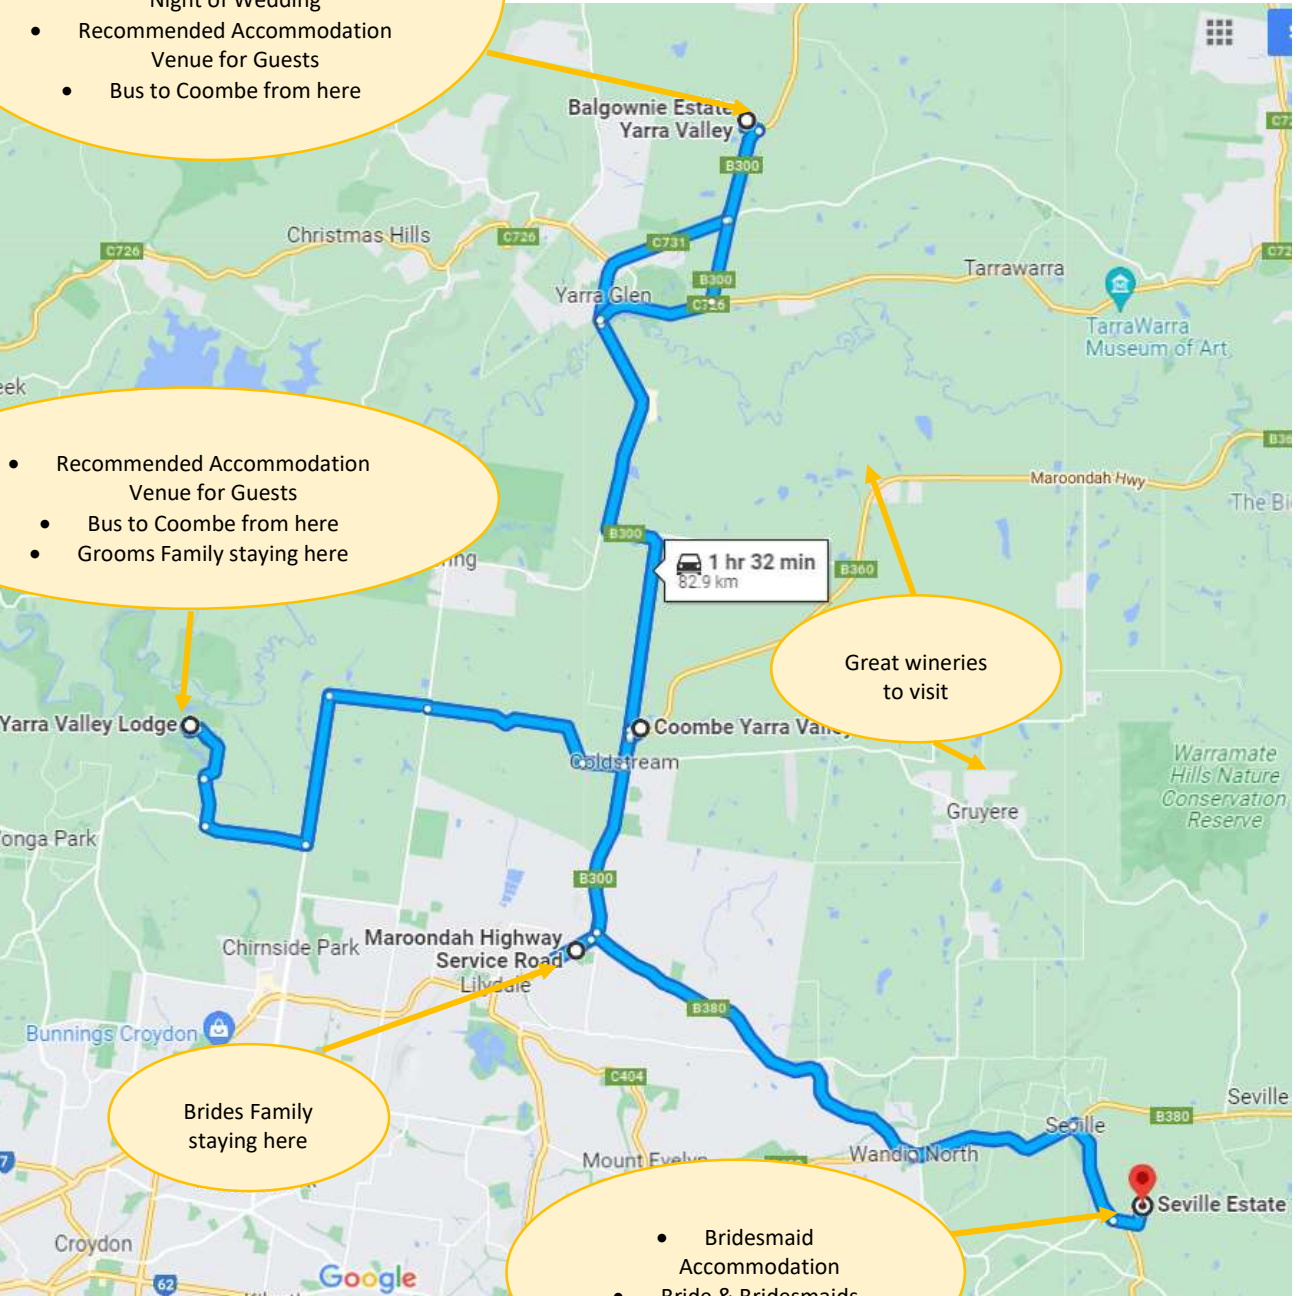 Night of Wedding
• Recommended Accommodation
Venue for Guests
• Bus to Coombe from here
Balgownie Estate
Yarra Valley
B300
C726
Christmas Hills
C726
C731
B300
C726
Yarra Glen
Tarrawarra
TarraWarra
Museum of Art
• Recommended Accommodation
Venue for Guests
• Bus to Coombe from here
• Grooms Family staying here
B300
1 hr 32 min
82.9 km
B360
Maroondah Hwy
Great wineries
to visit
Yarra Valley Lodge
Coombe Yarra
Coldstream
Gruyere
Warramate
Hills Nature
Conservation
Reserve
B300
Chirnside Park
Maroondah Highway
Service Road
Lilydale
B380
Bunnings Croydon
C404
Brides Family
staying here
Mount Evelyn
Wandin North
Seville
B380
Seville
Seville Estate
• Bridesmaid
Accommodation
• Bride & Bridesmaids
Croydon
62
Google